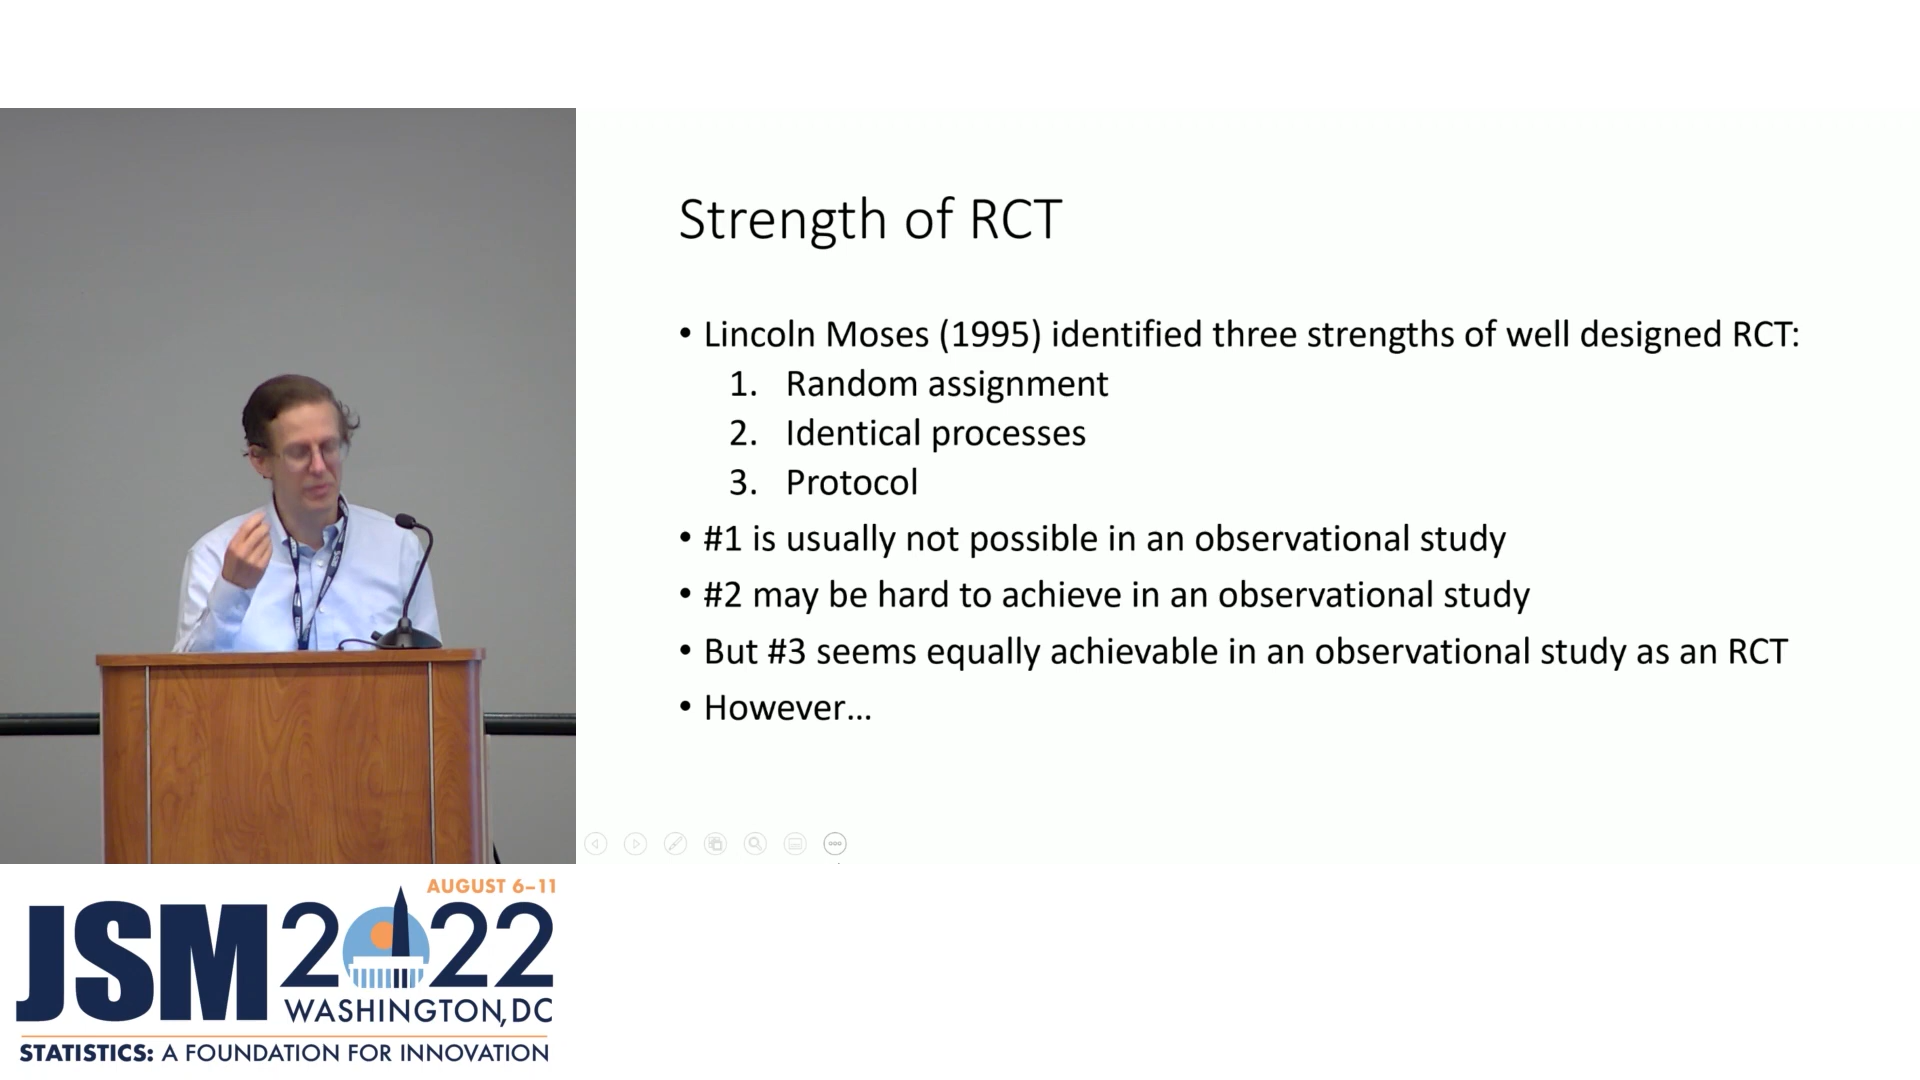 Strength of RCT
• Lincoln Moses (1995) identified three strengths of well designed RCT:
1. Random assignment
2. Identical processes
3. Protocol
• #1 is usually not possible in an observational study
• #2 may be hard to achieve in an observational study
• But #3 seems equally achievable in an observational study as an RCT
• However...
AUGUST 6–11
JSM 2022
WASHINGTON, DC
STATISTICS: A FOUNDATION FOR INNOVATION